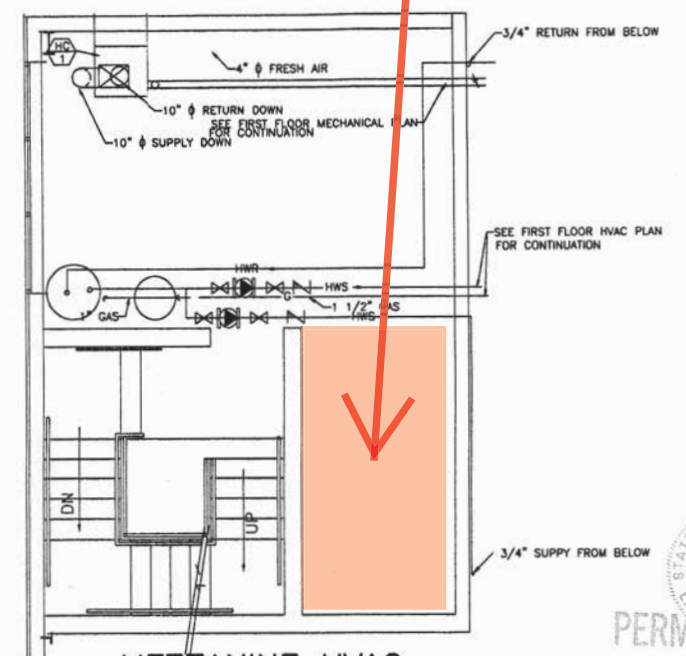 3/4" RETURN FROM BELOW
HC
1
4" ϕ FRESH AIR
10" ϕ RETURN DOWN
SEE FIRST FLOOR MECHANICAL PLAN
FOR CONTINUATION
10" ϕ SUPPLY DOWN
SEE FIRST FLOOR HVAC PLAN
FOR CONTINUATION
HWR
HWS
G
1" GAS
1 1/2" GAS
HWS
DN
UP
3/4" SUPPY FROM BELOW
STAT
PERM